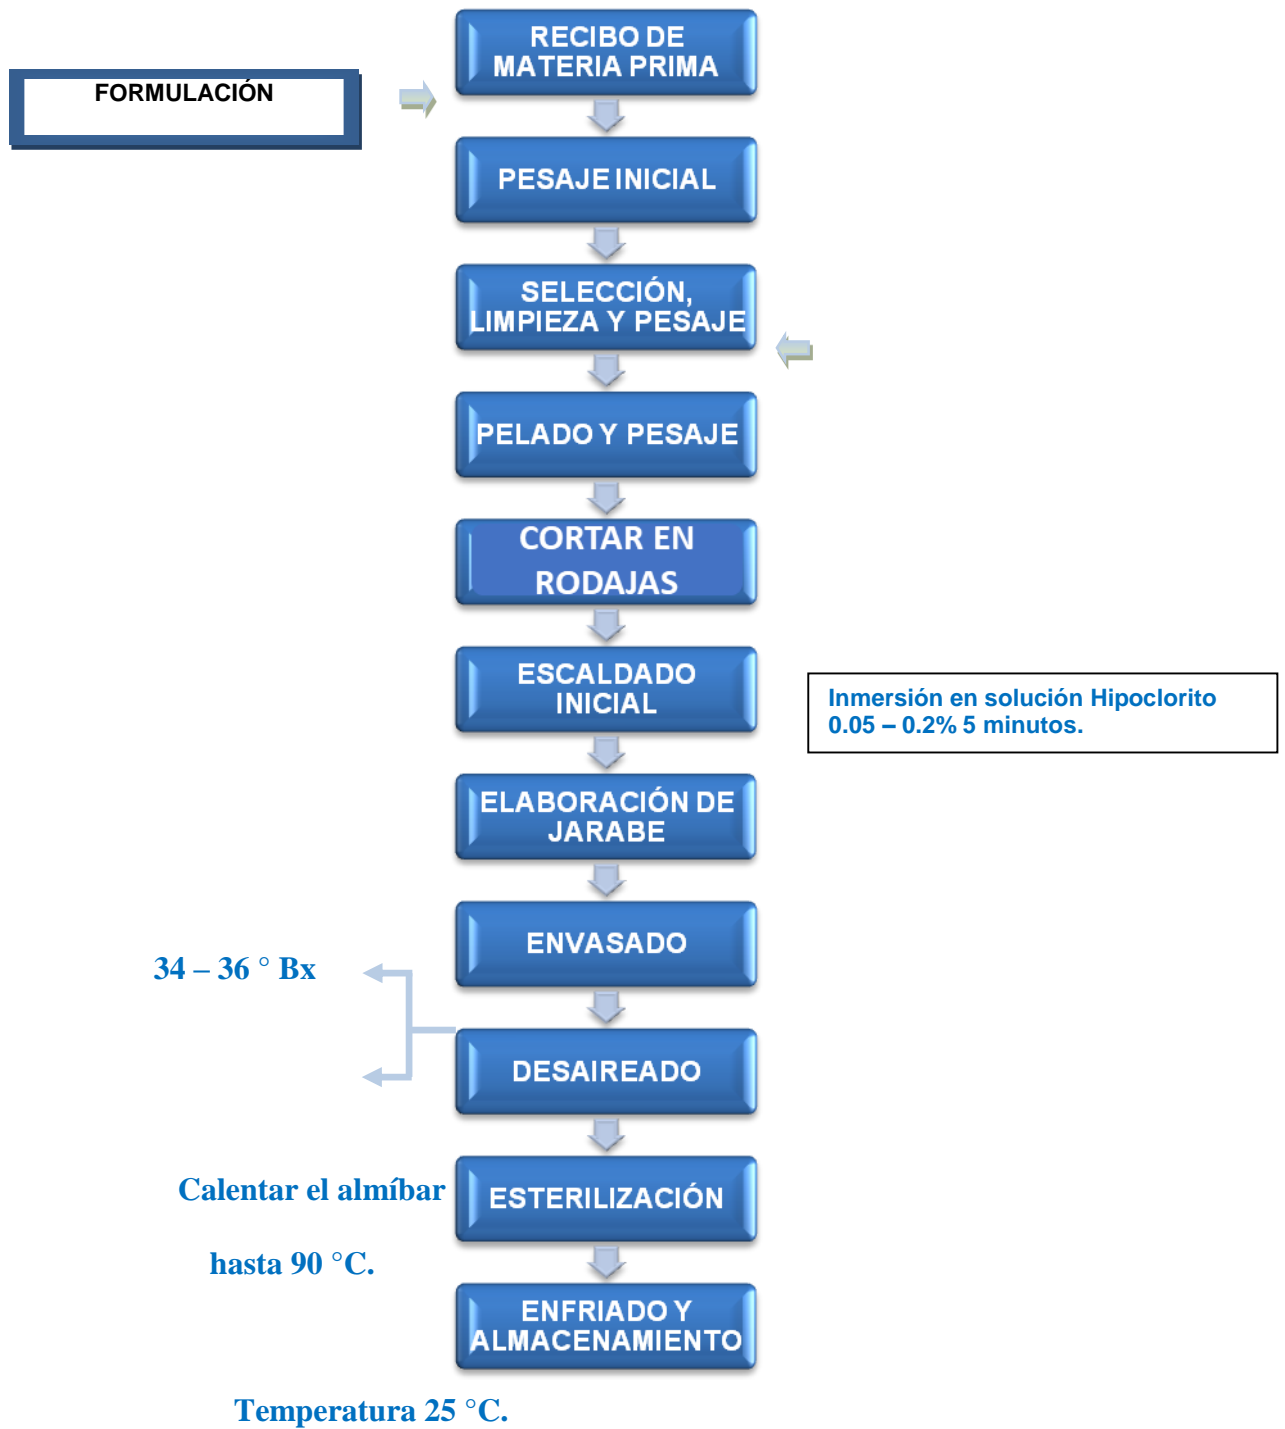 RECIBO DE
MATERIA PRIMA
FORMULACIÓN
PESAJE INICIAL
SELECCIÓN,
LIMPIEZA Y PESAJE
PELADO Y PESAJE
CORTAR EN
RODAJAS
ESCALDADO
INICIAL
Inmersión en solución Hipoclorito
0.05 – 0.2% 5 minutos.
ELABORACIÓN DE
JARABE
ENVASADO
34 – 36 ° Bx
DESAIREADO
Calentar el almíbar
hasta 90 °C.
ESTERILIZACIÓN
ENFRIADO Y
ALMACENAMIENTO
Temperatura 25 °C.